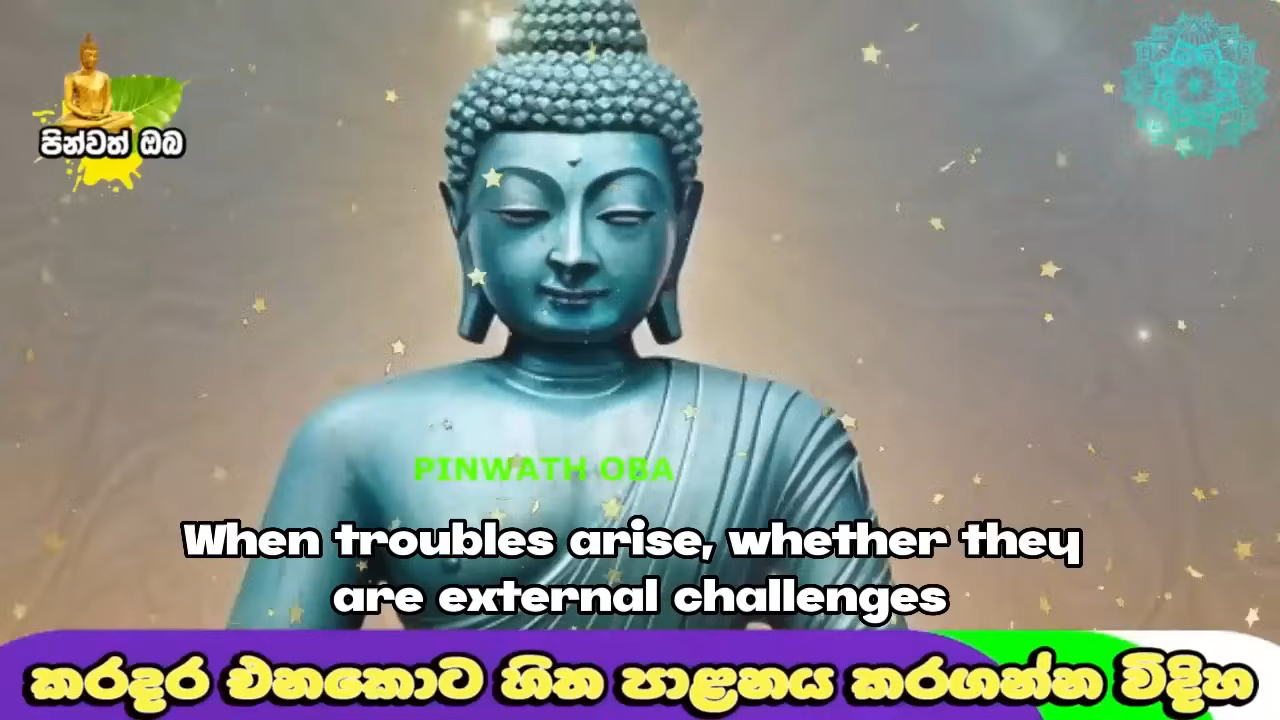 පින්වත් ඔබ
PINWATH OBA
When troubles arise, whether they
are external challenges
කරදර එනකොට හිත පාළනය කරගන්න විදිහ